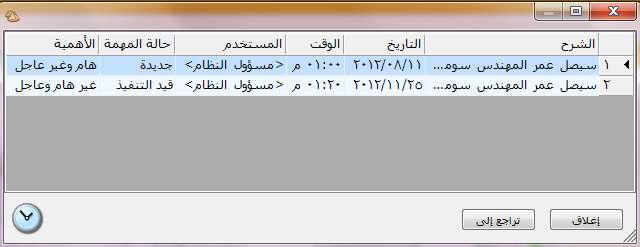 الشرح التاريخ الوقت المستخدم حالة المهمة الأهمية
١ سيصل عمر المهندس سومـ... ٢٠١٢/٠٨/١١ ٠١:٠٠ م <مسؤول النظام> جديدة هام وغير عاجل
٢ سيصل عمر المهندس سومـ... ٢٠١٢/١١/٢٥ ٠١:٢٠ م <مسؤول النظام> قيد التنفيذ غير هام وعاجل
إغلاق تراجع إلى